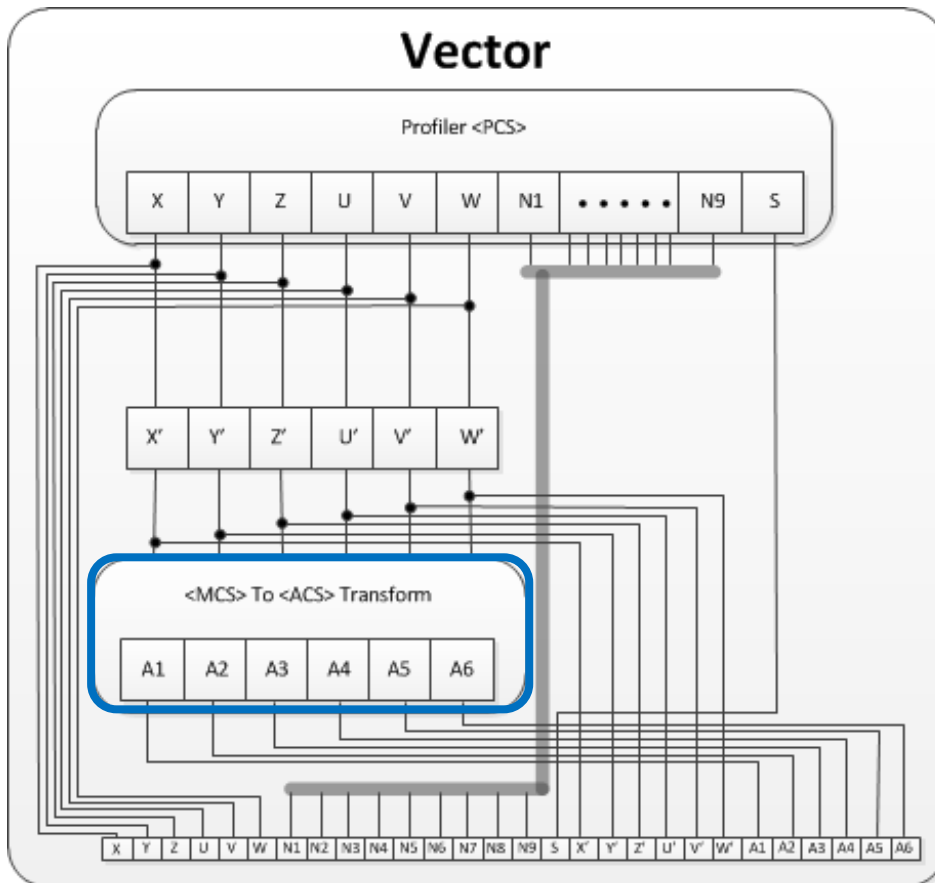 Vector
Profiler <PCS>
X Y Z U V W N1 • • • • • N9 S
X' Y' Z' U' V' W'
<MCS> To <ACS> Transform
A1 A2 A3 A4 A5 A6
X Y Z U V W N1 N2 N3 N4 N5 N6 N7 N8 N9 S X' Y' Z' U' V' W' A1 A2 A3 A4 A5 A6